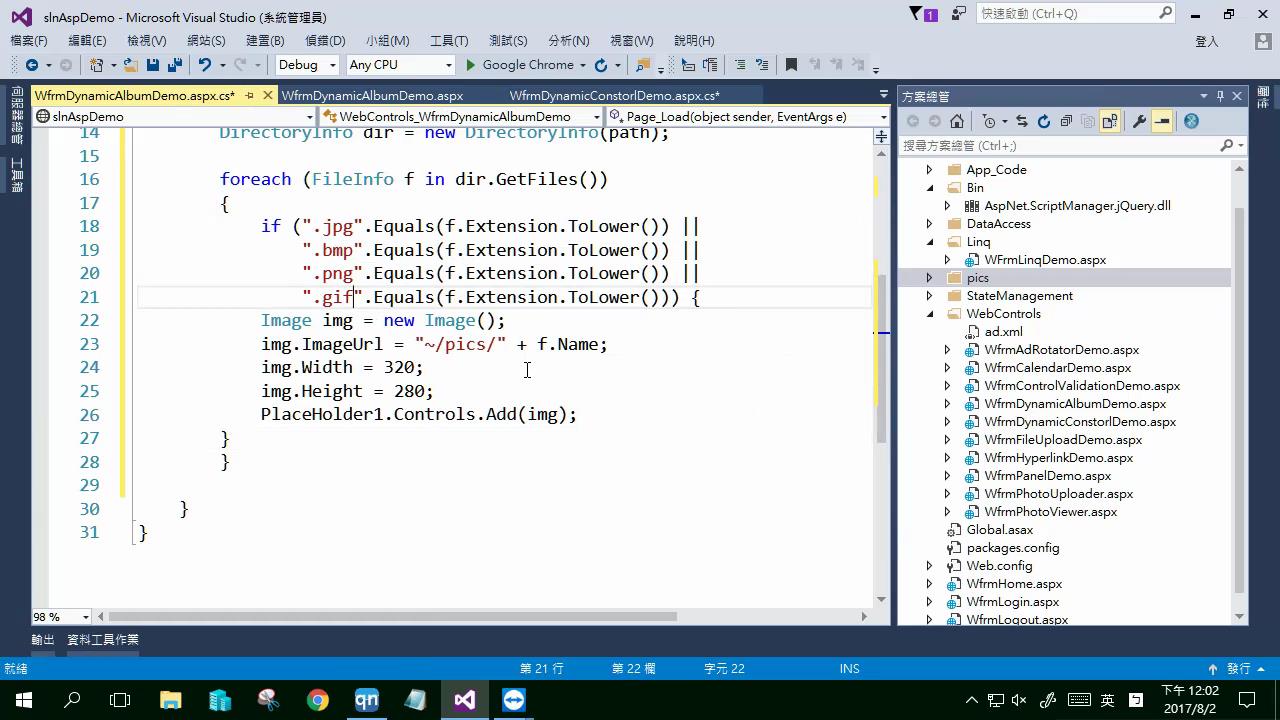 slnAspDemo - Microsoft Visual Studio (系統管理員)
1
快速啟動 (Ctrl+Q)
檔案(F) 編輯(E) 檢視(V) 網站(S) 建置(B) 偵錯(D) 小組(M) 工具(T) 測試(S) 分析(N) 視窗(W) 說明(H)
登入
Debug Any CPU Google Chrome
伺服器總管
工具箱
WfrmDynamicAlbumDemo.aspx.cs* WfrmDynamicAlbumDemo.aspx WfrmDynamicConstorlDemo.aspx.cs*
slnAspDemo WebControls_WfrmDynamicAlbumDemo Page_Load(object sender, EventArgs e)
14 DirectoryInfo dir = new DirectoryInfo(path);
15
16 foreach (FileInfo f in dir.GetFiles())
17 {
18 if (".jpg".Equals(f.Extension.ToLower()) ||
19 ".bmp".Equals(f.Extension.ToLower()) ||
20 ".png".Equals(f.Extension.ToLower()) ||
21 ".gif".Equals(f.Extension.ToLower())) {
22 Image img = new Image();
23 img.ImageUrl = "~/pics/" + f.Name;
24 img.Width = 320;
25 img.Height = 280;
26 PlaceHolder1.Controls.Add(img);
27 }
28 }
29
30 }
31 }
98 %
方案總管
搜尋方案總管 (Ctrl+;)
App_Code
Bin
AspNet.ScriptManager.jQuery.dll
DataAccess
Linq
WFrmLinqDemo.aspx
pics
StateManagement
WebControls
ad.xml
WfrmAdRotatorDemo.aspx
WfrmCalendarDemo.aspx
WfrmControlValidationDemo.aspx
WfrmDynamicAlbumDemo.aspx
WfrmDynamicConstorlDemo.aspx
WfrmFileUploadDemo.aspx
WfrmHyperlinkDemo.aspx
WfrmPanelDemo.aspx
WfrmPhotoUploader.aspx
WfrmPhotoViewer.aspx
Global.asax
packages.config
Web.config
WfrmHome.aspx
WfrmLogin.aspx
WfrmLogout.aspx
輸出 資料工具作業
就緒 第 21 行 第 22 欄 字元 22 INS 發行
qn
英
下午 12:02
2017/8/2